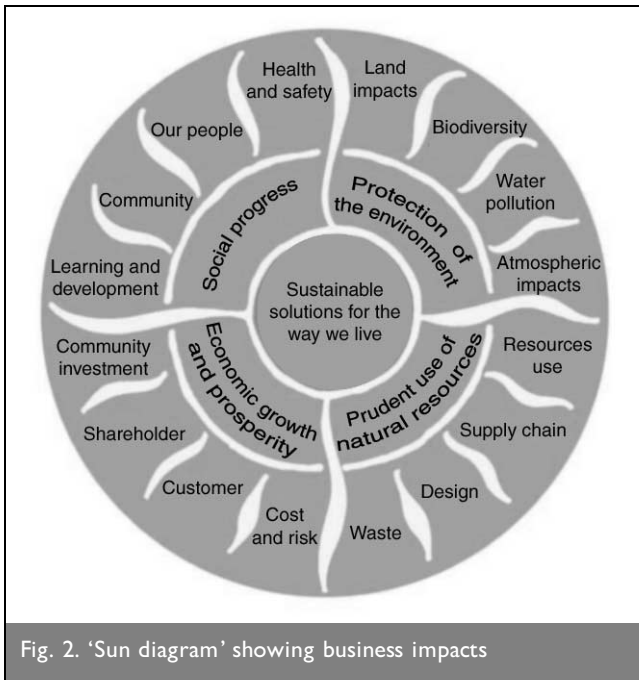 Health
and safety
Land
impacts
Our people
Biodiversity
Community
Water
pollution
Learning and
development
Atmospheric
impacts
Social progress
Protection of
the environment
Sustainable
solutions for the
way we live
Economic growth
and prosperity
Prudent use of
natural resources
Community
investment
Resources
use
Shareholder
Supply chain
Customer
Design
Cost
and risk
Waste
Fig. 2. ‘Sun diagram’ showing business impacts